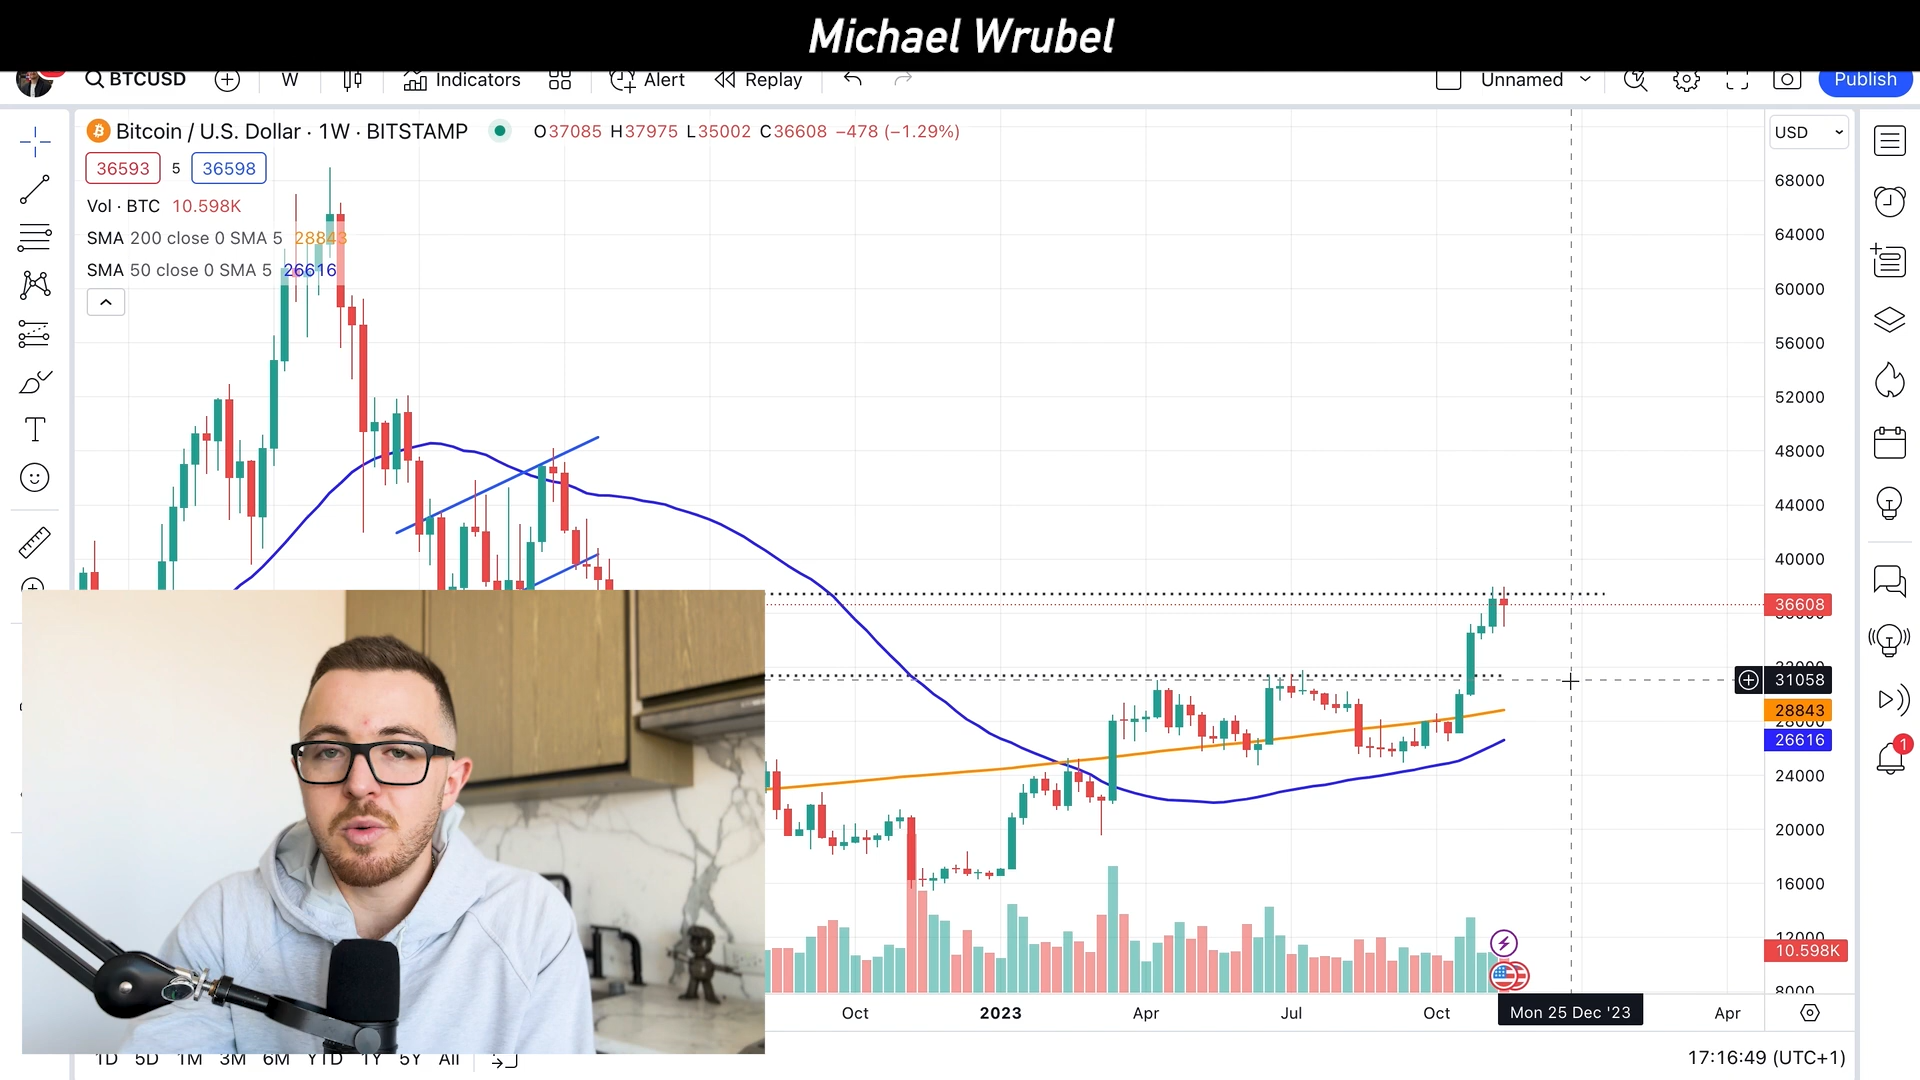 Michael Wrubel
BTCUSD W Indicators Alert Replay Unnamed Publish
Bitcoin / U.S. Dollar · 1W · BITSTAMP O37085 H37975 L35002 C36608 −478 (−1.29%) USD
36593 5 36598
Vol · BTC 10.598K
SMA 200 close 0 SMA 5 28843
SMA 50 close 0 SMA 5 26616
68000
64000
60000
56000
52000
48000
44000
40000
36608
31058
28843
26616
24000
20000
16000
12000
10.598K
8000
1
Oct 2023 Apr Jul Oct Mon 25 Dec '23 Apr
1D 5D 1M 3M 6M YTD 1Y 5Y All 17:16:49 (UTC+1)